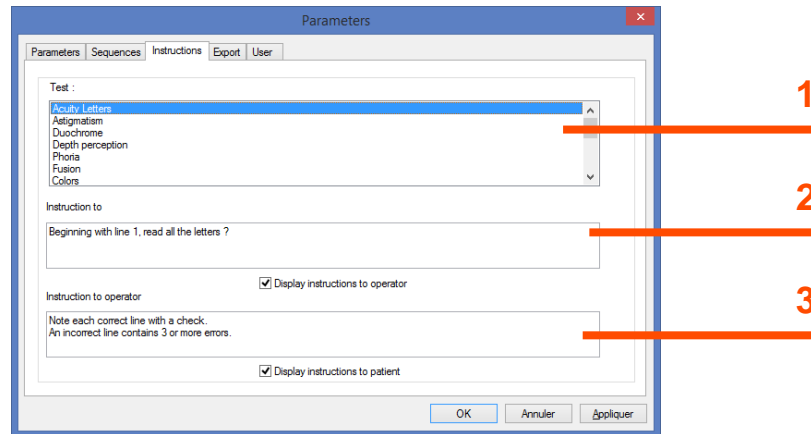 Parameters
Parameters Sequences Instructions Export User
Test :
Acuity Letters
Astigmatism
Duochrome
Depth perception
Phoria
Fusion
Colors
1
Instruction to
2
Beginning with line 1, read all the letters ?
Display instructions to operator
Instruction to operator
3
Note each correct line with a check.
An incorrect line contains 3 or more errors.
Display instructions to patient
OK Annuler Appliquer